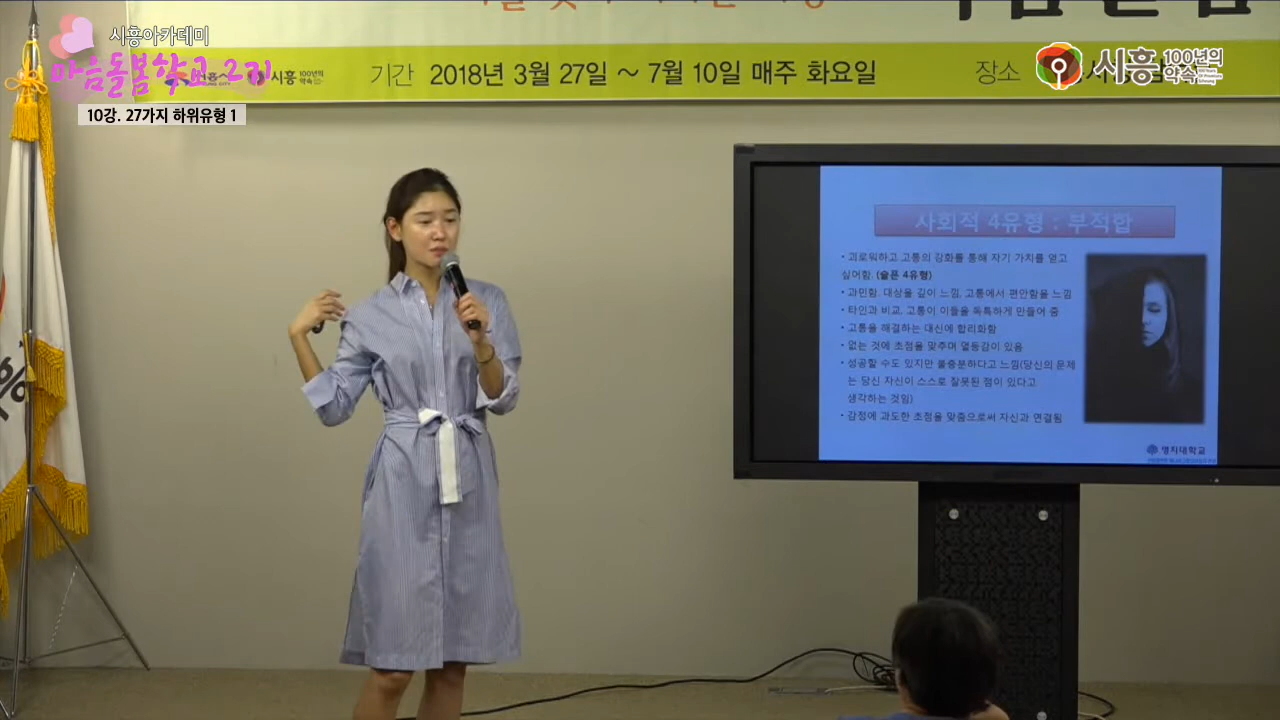 시흥아카데미
마음돌봄학교 2기
10강. 27가지 하위유형 1
시흥 100년의 약속
기간 2018년 3월 27일 ~ 7월 10일 매주 화요일
장소
시흥 100년의 약속
사회적 4유형 : 부적합
• 괴로워하고 고통의 강화를 통해 자기 가치를 얻고
싶어함. (슬픈 4유형)
• 과민함. 대상을 깊이 느낌, 고통에서 편안함을 느낌
• 타인과 비교, 고통이 이들을 독특하게 만들어 줌
• 고통을 해결하는 대신에 합리화함
• 없는 것에 초점을 맞추며 열등감이 있음
• 성공할 수도 있지만 불충분하다고 느낌(당신의 문제
는 당신 자신이 스스로 잘못된 점이 있다고
생각하는 것임)
• 감정에 과도한 초점을 맞춤으로써 자신과 연결됨
명지대학교